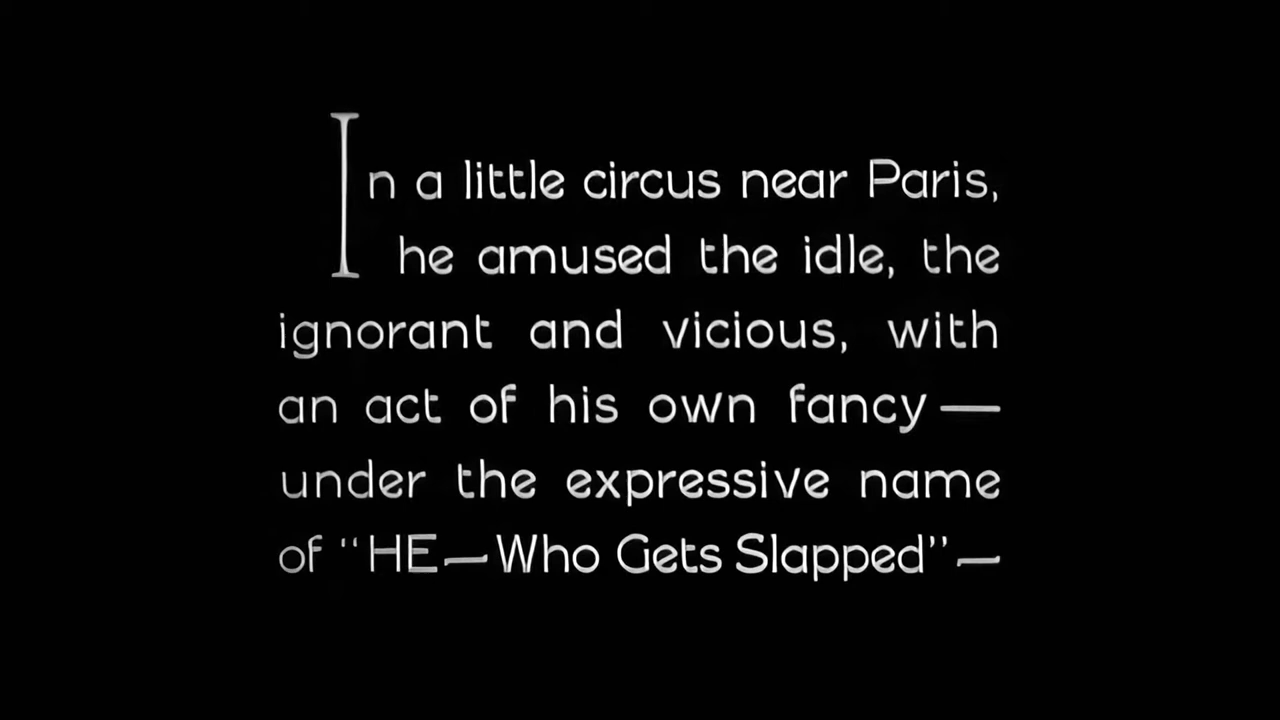 In a little circus near Paris,
he amused the idle, the
ignorant and vicious, with
an act of his own fancy—
under the expressive name
of “HE—Who Gets Slapped”—